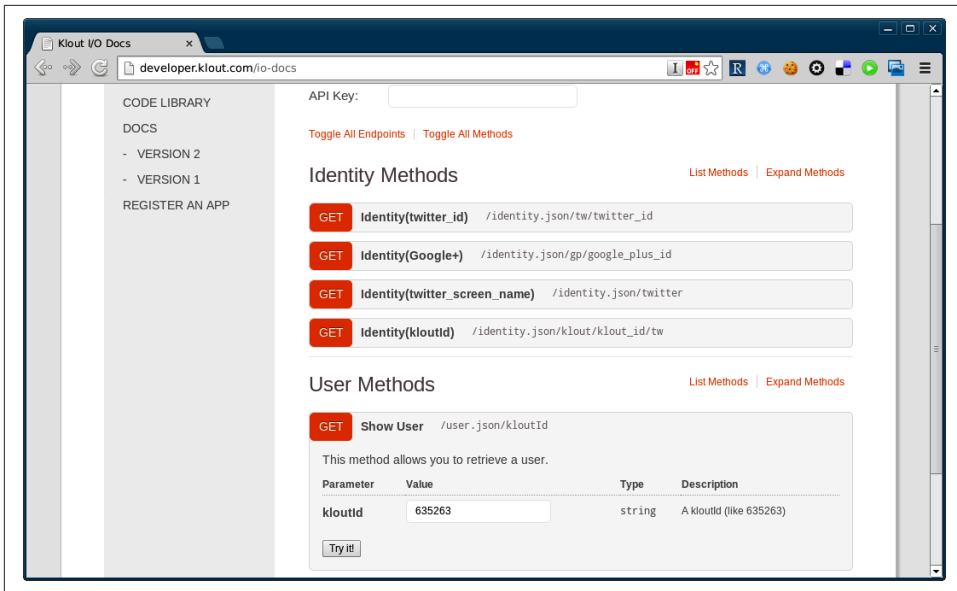 Klout I/O Docs
developer.klout.com/io-docs
CODE LIBRARY
DOCS
- VERSION 2
- VERSION 1
REGISTER AN APP
API Key:
Toggle All Endpoints | Toggle All Methods
Identity Methods List Methods | Expand Methods
GET Identity(twitter_id) /identity.json/tw/twitter_id
GET Identity(Google+) /identity.json/gp/google_plus_id
GET Identity(twitter_screen_name) /identity.json/twitter
GET Identity(kloutId) /identity.json/klout/klout_id/tw
User Methods List Methods | Expand Methods
GET Show User /user.json/kloutId
This method allows you to retrieve a user.
Parameter Value Type Description
kloutId 635263 string A kloutId (like 635263)
Try it!